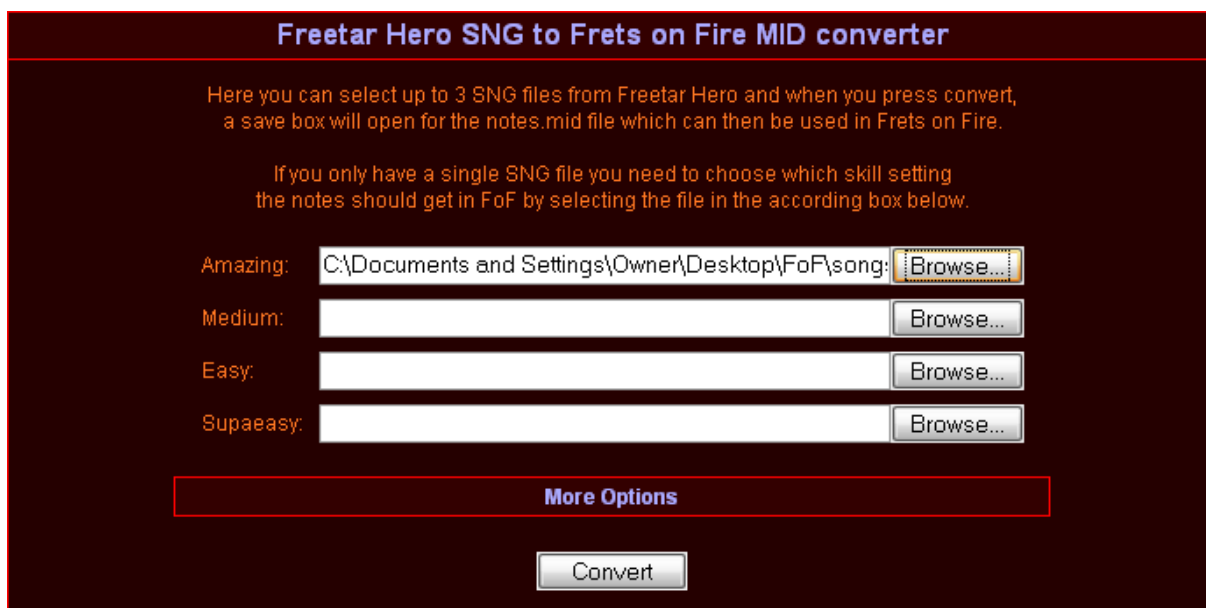 Freetar Hero SNG to Frets on Fire MID converter
Here you can select up to 3 SNG files from Freetar Hero and when you press convert,
a save box will open for the notes.mid file which can then be used in Frets on Fire.
If you only have a single SNG file you need to choose which skill setting
the notes should get in FoF by selecting the file in the according box below.
Amazing: C:\Documents and Settings\Owner\Desktop\FoF\songs Browse...
Medium: Browse...
Easy: Browse...
Supaeasy: Browse...
More Options
Convert